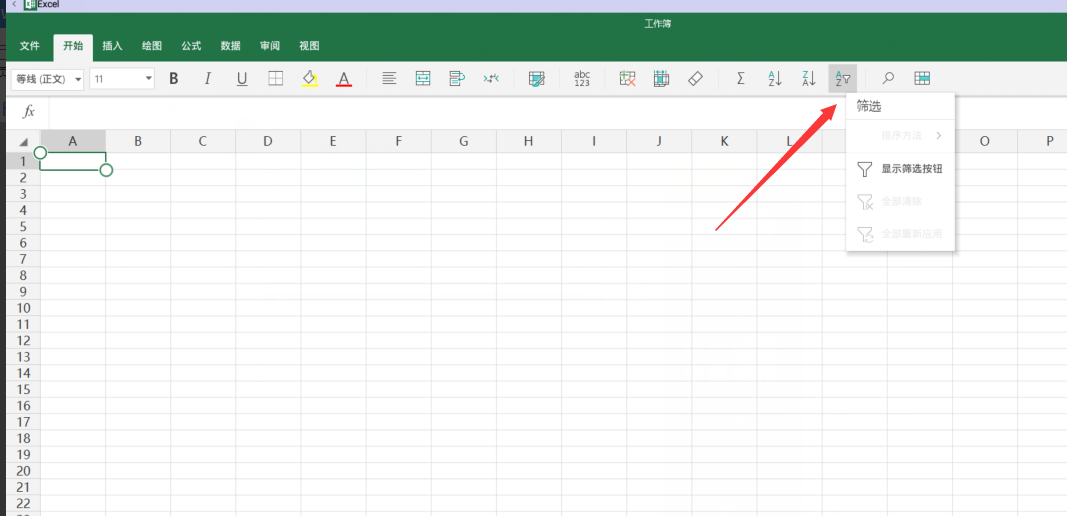 Excel
工作簿
文件 开始 插入 绘图 公式 数据 审阅 视图
等线 (正文) 11 B I U A abc 123 Σ A Z Z A A Z
筛选
fx
排序方法
显示筛选按钮
全部清除
全部重新应用
A B C D E F G H I J K L O P
1
2
3
4
5
6
7
8
9
10
11
12
13
14
15
16
17
18
19
20
21
22